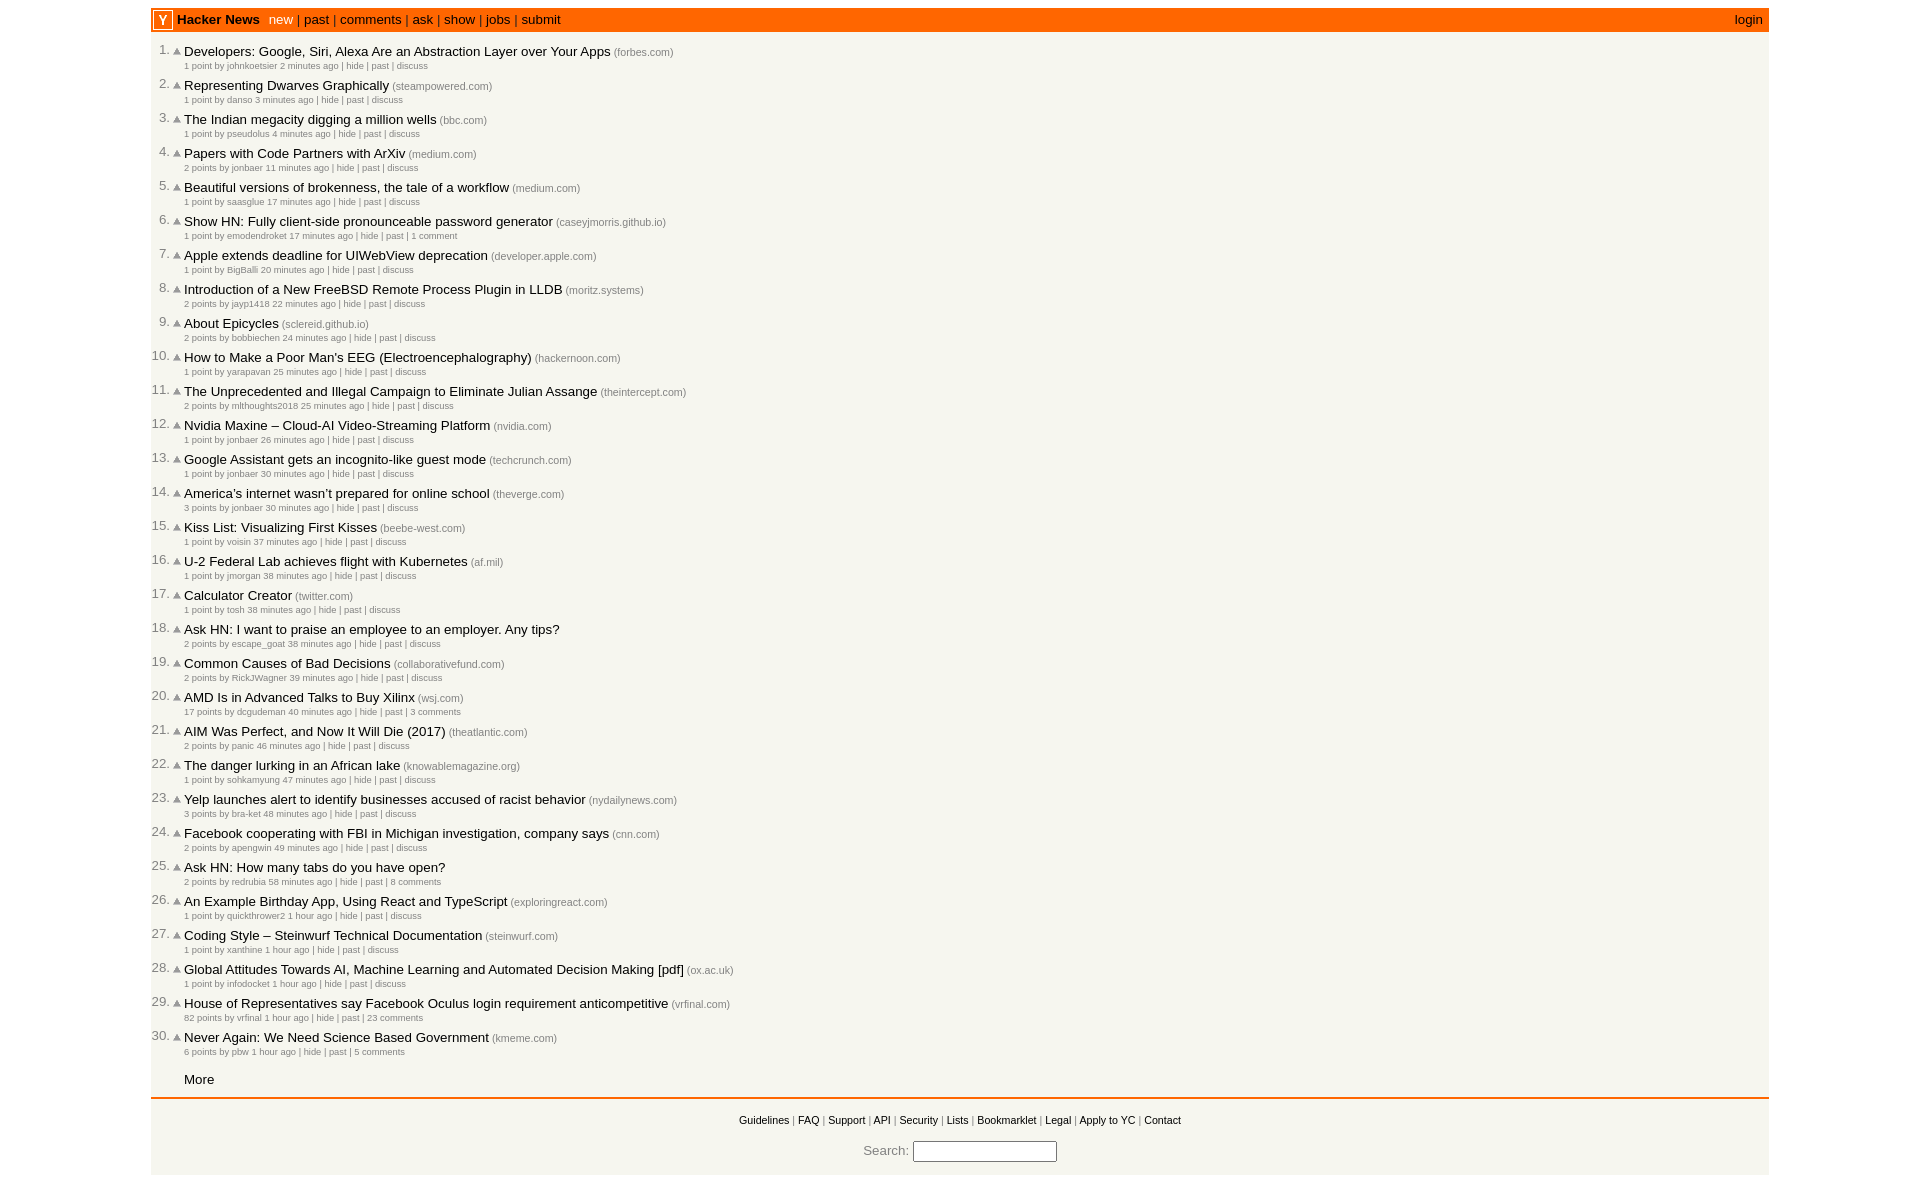 Y Hacker News new | past | comments | ask | show | jobs | submit login
1. Developers: Google, Siri, Alexa Are an Abstraction Layer over Your Apps (forbes.com)
1 point by johnkoetsier 2 minutes ago | hide | past | discuss
2. Representing Dwarves Graphically (steampowered.com)
1 point by danso 3 minutes ago | hide | past | discuss
3. The Indian megacity digging a million wells (bbc.com)
1 point by pseudolus 4 minutes ago | hide | past | discuss
4. Papers with Code Partners with ArXiv (medium.com)
2 points by jonbaer 11 minutes ago | hide | past | discuss
5. Beautiful versions of brokenness, the tale of a workflow (medium.com)
1 point by saasglue 17 minutes ago | hide | past | discuss
6. Show HN: Fully client-side pronounceable password generator (caseyjmorris.github.io)
1 point by emodendroket 17 minutes ago | hide | past | 1 comment
7. Apple extends deadline for UIWebView deprecation (developer.apple.com)
1 point by BigBalli 20 minutes ago | hide | past | discuss
8. Introduction of a New FreeBSD Remote Process Plugin in LLDB (moritz.systems)
2 points by jayp1418 22 minutes ago | hide | past | discuss
9. About Epicycles (sclereid.github.io)
2 points by bobbiechen 24 minutes ago | hide | past | discuss
10. How to Make a Poor Man's EEG (Electroencephalography) (hackernoon.com)
1 point by yarapavan 25 minutes ago | hide | past | discuss
11. The Unprecedented and Illegal Campaign to Eliminate Julian Assange (theintercept.com)
2 points by mlthoughts2018 25 minutes ago | hide | past | discuss
12. Nvidia Maxine – Cloud-AI Video-Streaming Platform (nvidia.com)
1 point by jonbaer 26 minutes ago | hide | past | discuss
13. Google Assistant gets an incognito-like guest mode (techcrunch.com)
1 point by jonbaer 30 minutes ago | hide | past | discuss
14. America’s internet wasn’t prepared for online school (theverge.com)
3 points by jonbaer 30 minutes ago | hide | past | discuss
15. Kiss List: Visualizing First Kisses (beebe-west.com)
1 point by voisin 37 minutes ago | hide | past | discuss
16. U-2 Federal Lab achieves flight with Kubernetes (af.mil)
1 point by jmorgan 38 minutes ago | hide | past | discuss
17. Calculator Creator (twitter.com)
1 point by tosh 38 minutes ago | hide | past | discuss
18. Ask HN: I want to praise an employee to an employer. Any tips?
2 points by escape_goat 38 minutes ago | hide | past | discuss
19. Common Causes of Bad Decisions (collaborativefund.com)
2 points by RickJWagner 39 minutes ago | hide | past | discuss
20. AMD Is in Advanced Talks to Buy Xilinx (wsj.com)
17 points by dcgudeman 40 minutes ago | hide | past | 3 comments
21. AIM Was Perfect, and Now It Will Die (2017) (theatlantic.com)
2 points by panic 46 minutes ago | hide | past | discuss
22. The danger lurking in an African lake (knowablemagazine.org)
1 point by sohkamyung 47 minutes ago | hide | past | discuss
23. Yelp launches alert to identify businesses accused of racist behavior (nydailynews.com)
3 points by bra-ket 48 minutes ago | hide | past | discuss
24. Facebook cooperating with FBI in Michigan investigation, company says (cnn.com)
2 points by apengwin 49 minutes ago | hide | past | discuss
25. Ask HN: How many tabs do you have open?
2 points by redrubia 58 minutes ago | hide | past | 8 comments
26. An Example Birthday App, Using React and TypeScript (exploringreact.com)
1 point by quickthrower2 1 hour ago | hide | past | discuss
27. Coding Style – Steinwurf Technical Documentation (steinwurf.com)
1 point by xanthine 1 hour ago | hide | past | discuss
28. Global Attitudes Towards AI, Machine Learning and Automated Decision Making [pdf] (ox.ac.uk)
1 point by infodocket 1 hour ago | hide | past | discuss
29. House of Representatives say Facebook Oculus login requirement anticompetitive (vrfinal.com)
82 points by vrfinal 1 hour ago | hide | past | 23 comments
30. Never Again: We Need Science Based Government (kmeme.com)
6 points by pbw 1 hour ago | hide | past | 5 comments
More
Guidelines | FAQ | Support | API | Security | Lists | Bookmarklet | Legal | Apply to YC | Contact
Search: